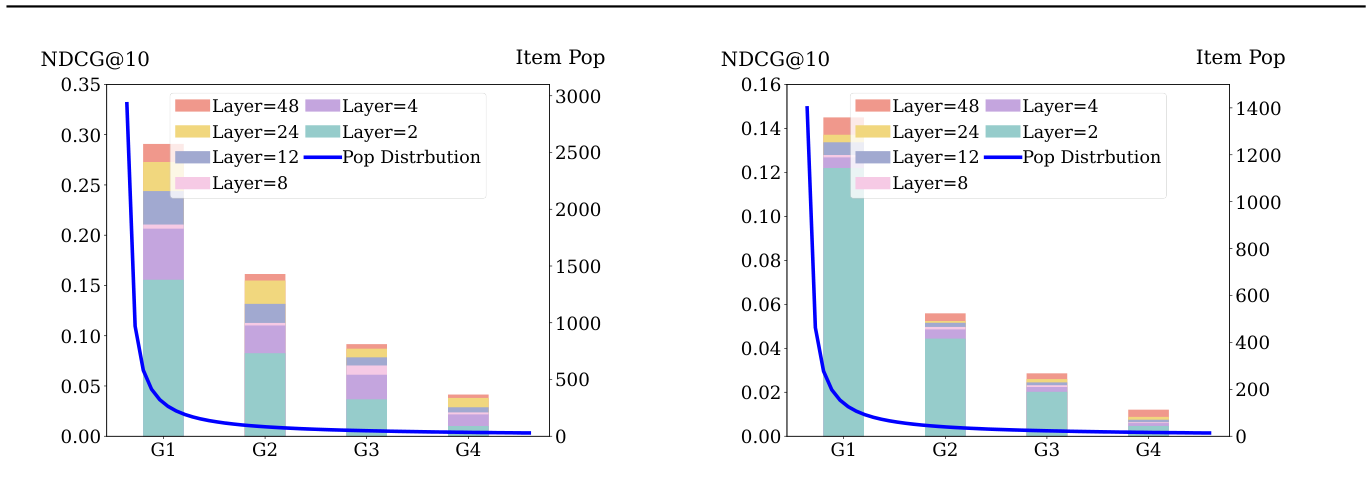 NDCG@10 Item Pop
0.35
0.30
0.25
0.20
0.15
0.10
0.05
0.00
3000
2500
2000
1500
1000
500
0
Layer=48 Layer=4
Layer=24 Layer=2
Layer=12 Pop Distrbution
Layer=8
G1 G2 G3 G4
NDCG@10 Item Pop
0.16
0.14
0.12
0.10
0.08
0.06
0.04
0.02
0.00
1400
1200
1000
800
600
400
200
0
Layer=48 Layer=4
Layer=24 Layer=2
Layer=12 Pop Distrbution
Layer=8
G1 G2 G3 G4